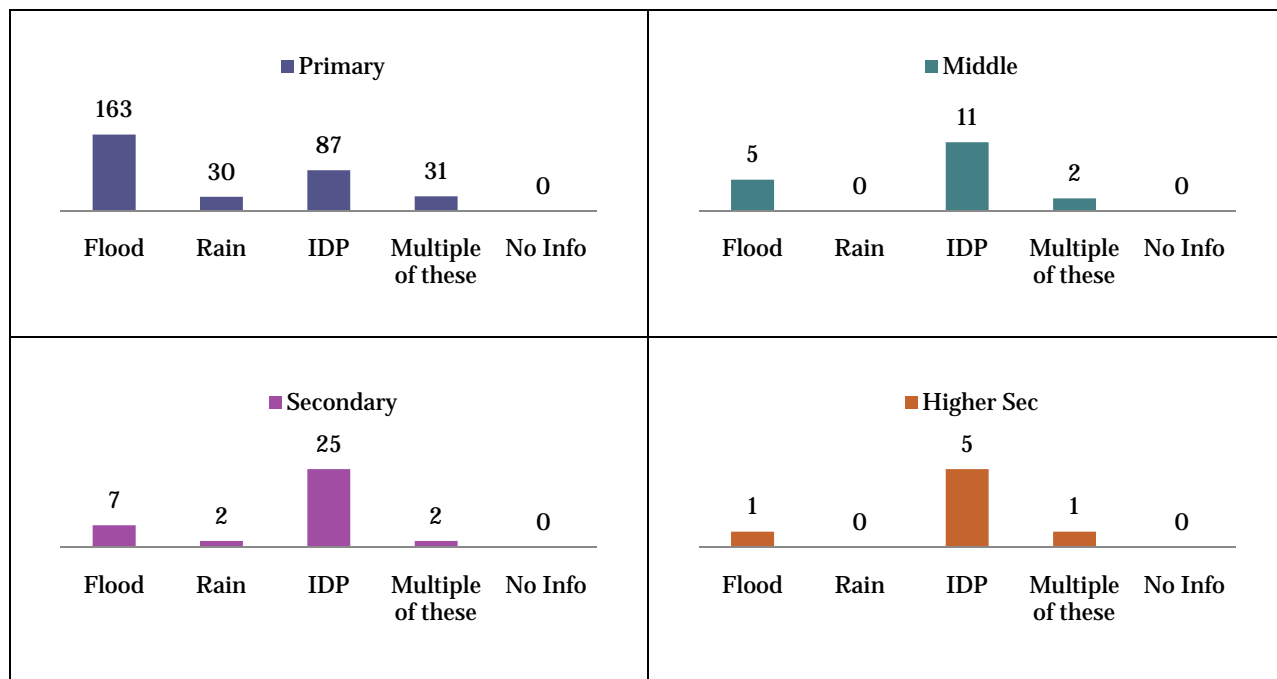 Primary
163
30
87
31
0
Flood Rain IDP Multiple of these No Info
Middle
5
0
11
2
0
Flood Rain IDP Multiple of these No Info
Secondary
7
2
25
2
0
Flood Rain IDP Multiple of these No Info
Higher Sec
1
0
5
1
0
Flood Rain IDP Multiple of these No Info